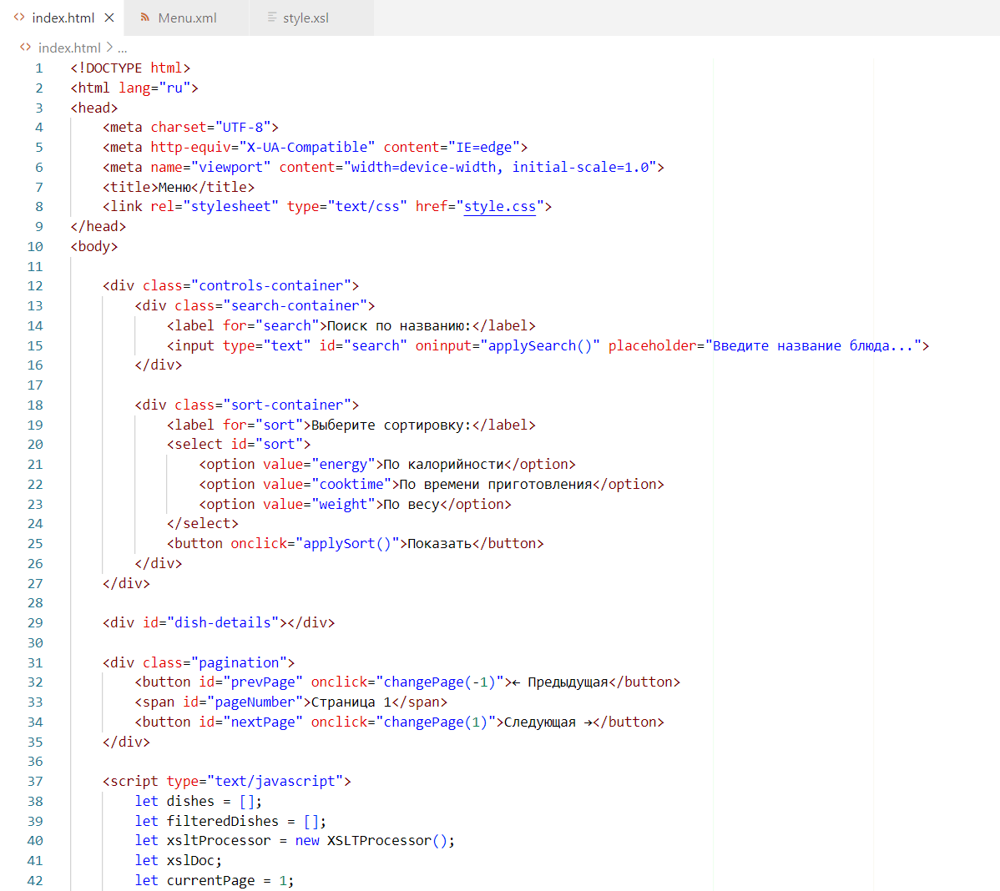 index.html
Menu.xml
style.xsl
index.html > ...
1 <!DOCTYPE html>
2 <html lang="ru">
3 <head>
4     <meta charset="UTF-8">
5     <meta http-equiv="X-UA-Compatible" content="IE=edge">
6     <meta name="viewport" content="width=device-width, initial-scale=1.0">
7     <title>Меню</title>
8     <link rel="stylesheet" type="text/css" href="style.css">
9 </head>
10 <body>
11
12     <div class="controls-container">
13         <div class="search-container">
14             <label for="search">Поиск по названию:</label>
15             <input type="text" id="search" oninput="applySearch()" placeholder="Введите название блюда...">
16         </div>
17
18         <div class="sort-container">
19             <label for="sort">Выберите сортировку:</label>
20             <select id="sort">
21                 <option value="energy">По калорийности</option>
22                 <option value="cooktime">По времени приготовления</option>
23                 <option value="weight">По весу</option>
24             </select>
25             <button onclick="applySort()">Показать</button>
26         </div>
27     </div>
28
29     <div id="dish-details"></div>
30
31     <div class="pagination">
32         <button id="prevPage" onclick="changePage(-1)">← Предыдущая</button>
33         <span id="pageNumber">Страница 1</span>
34         <button id="nextPage" onclick="changePage(1)">Следующая →</button>
35     </div>
36
37     <script type="text/javascript">
38         let dishes = [];
39         let filteredDishes = [];
40         let xsltProcessor = new XSLTProcessor();
41         let xslDoc;
42         let currentPage = 1;